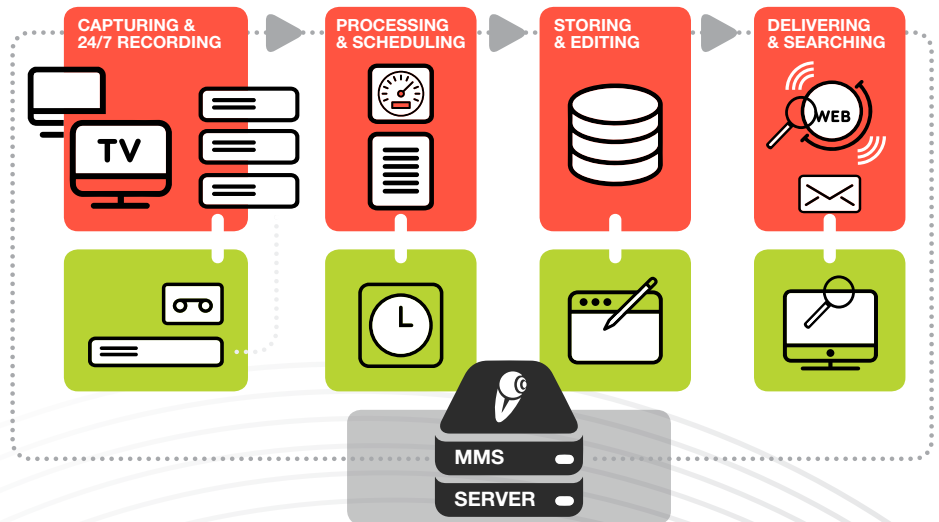 CAPTURING &
24/7 RECORDING
PROCESSING
& SCHEDULING
STORING
& EDITING
DELIVERING
& SEARCHING
TV
WEB
MMS
SERVER